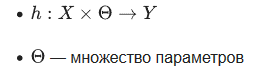 • h : X × Θ → Y
• Θ — множество параметров